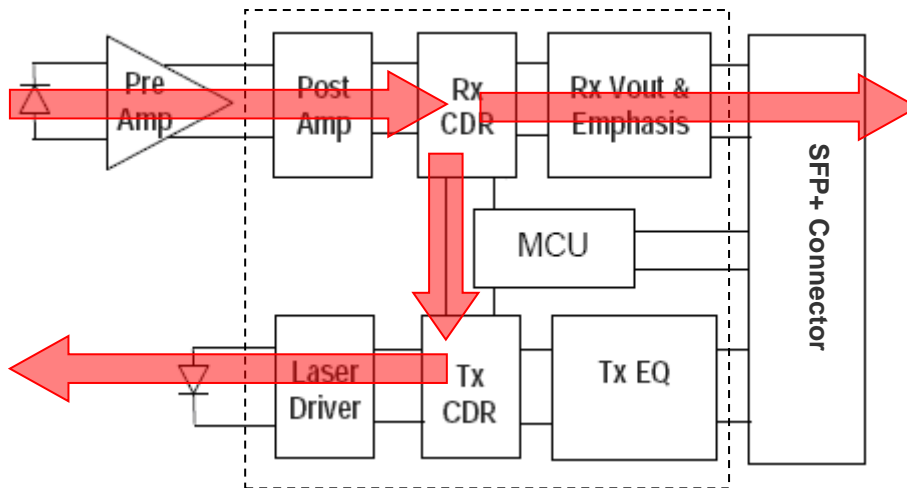 Pre
Amp
Post
Amp
Rx
CDR
Rx Vout &
Emphasis
SFP+ Connector
MCU
Laser
Driver
Tx
CDR
Tx EQ